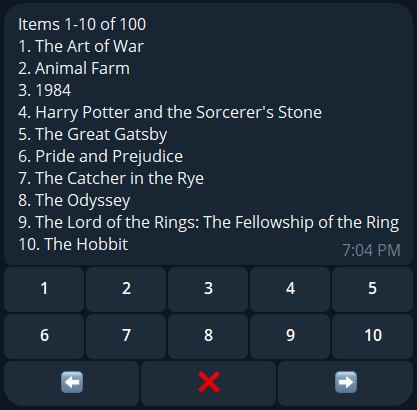 Items 1-10 of 100
1. The Art of War
2. Animal Farm
3. 1984
4. Harry Potter and the Sorcerer's Stone
5. The Great Gatsby
6. Pride and Prejudice
7. The Catcher in the Rye
8. The Odyssey
9. The Lord of the Rings: The Fellowship of the Ring
10. The Hobbit
7:04 PM
1 2 3 4 5
6 7 8 9 10